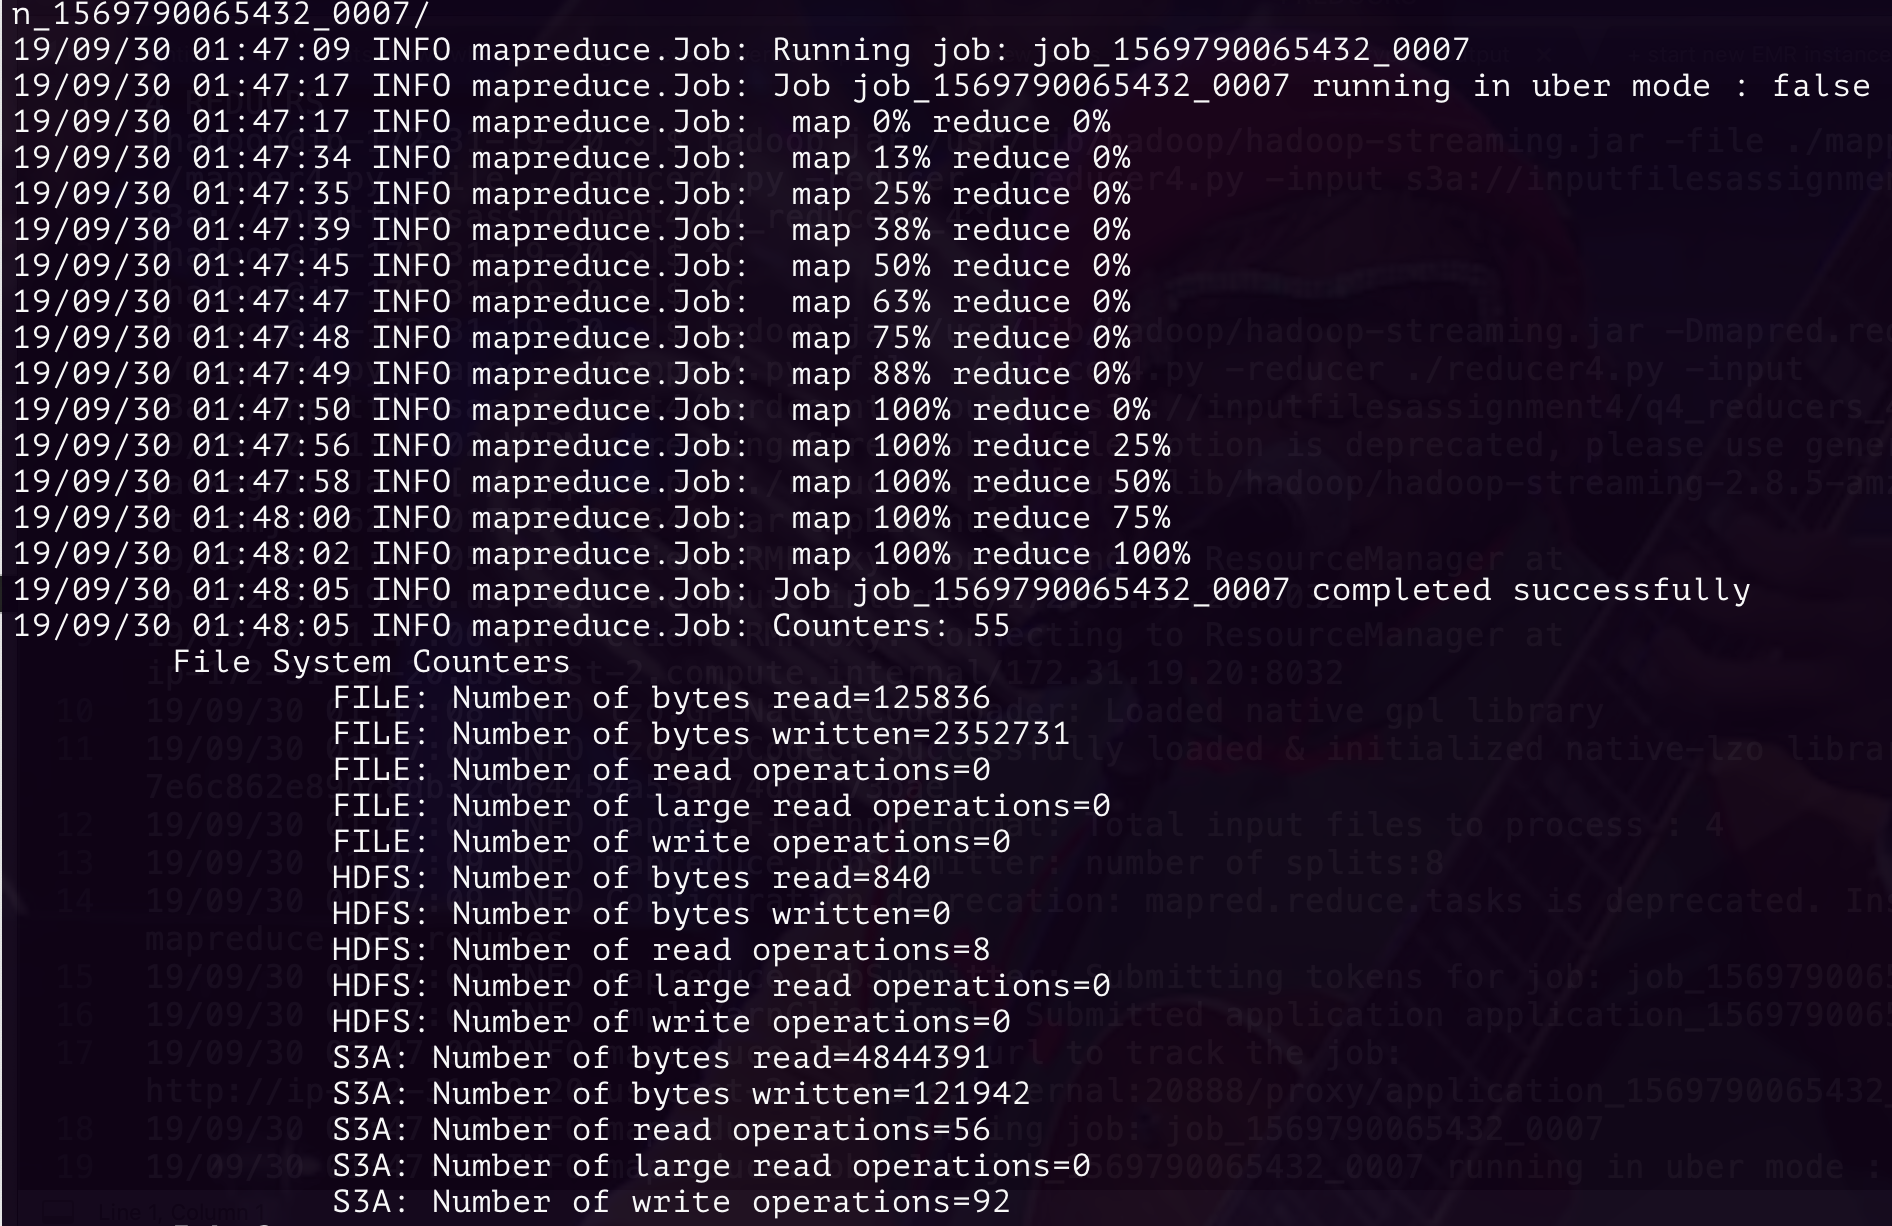 n_1569790065432_0007/
19/09/30 01:47:09 INFO mapreduce.Job: Running job: job_1569790065432_0007
19/09/30 01:47:17 INFO mapreduce.Job: Job job_1569790065432_0007 running in uber mode : false
19/09/30 01:47:17 INFO mapreduce.Job:  map 0% reduce 0%
19/09/30 01:47:34 INFO mapreduce.Job:  map 13% reduce 0%
19/09/30 01:47:35 INFO mapreduce.Job:  map 25% reduce 0%
19/09/30 01:47:39 INFO mapreduce.Job:  map 38% reduce 0%
19/09/30 01:47:45 INFO mapreduce.Job:  map 50% reduce 0%
19/09/30 01:47:47 INFO mapreduce.Job:  map 63% reduce 0%
19/09/30 01:47:48 INFO mapreduce.Job:  map 75% reduce 0%
19/09/30 01:47:49 INFO mapreduce.Job:  map 88% reduce 0%
19/09/30 01:47:50 INFO mapreduce.Job:  map 100% reduce 0%
19/09/30 01:47:56 INFO mapreduce.Job:  map 100% reduce 25%
19/09/30 01:47:58 INFO mapreduce.Job:  map 100% reduce 50%
19/09/30 01:48:00 INFO mapreduce.Job:  map 100% reduce 75%
19/09/30 01:48:02 INFO mapreduce.Job:  map 100% reduce 100%
19/09/30 01:48:05 INFO mapreduce.Job: Job job_1569790065432_0007 completed successfully
19/09/30 01:48:05 INFO mapreduce.Job: Counters: 55
File System Counters
FILE: Number of bytes read=125836
FILE: Number of bytes written=2352731
FILE: Number of read operations=0
FILE: Number of large read operations=0
FILE: Number of write operations=0
HDFS: Number of bytes read=840
HDFS: Number of bytes written=0
HDFS: Number of read operations=8
HDFS: Number of large read operations=0
HDFS: Number of write operations=0
S3A: Number of bytes read=4844391
S3A: Number of bytes written=121942
S3A: Number of read operations=56
S3A: Number of large read operations=0
S3A: Number of write operations=92